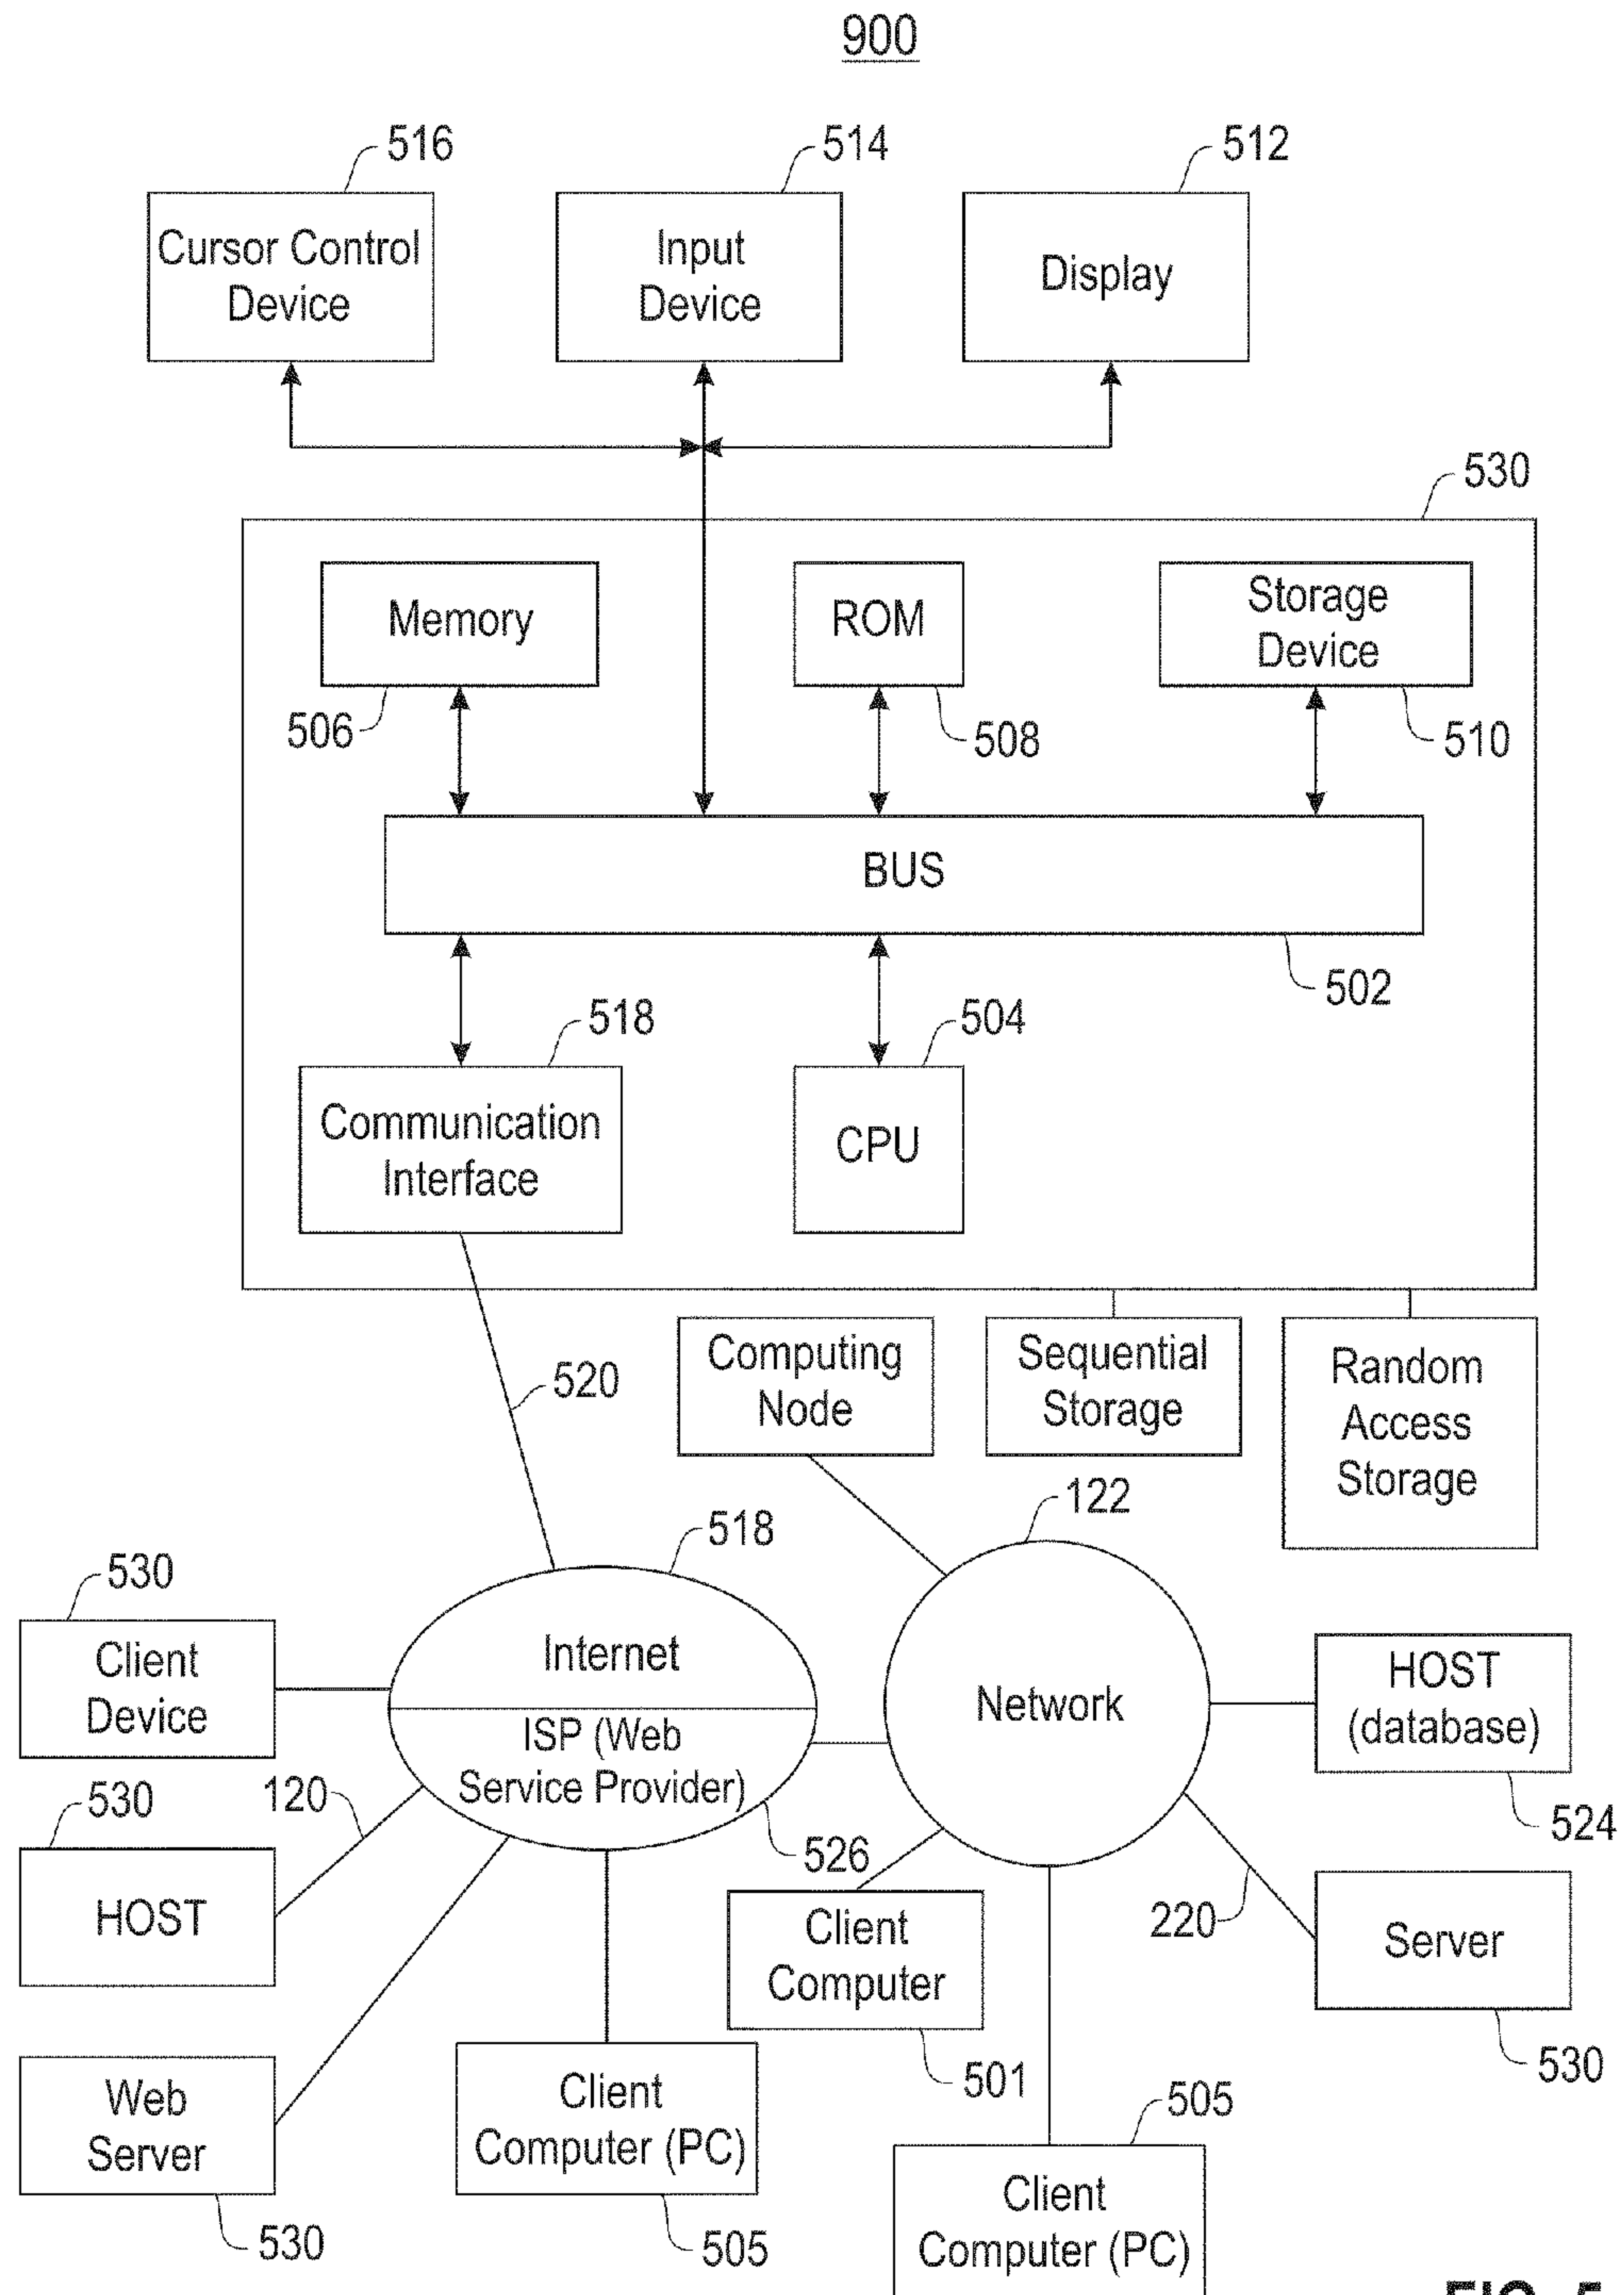 900
516
514
512
Cursor Control
Device
Input
Device
Display
530
Memory
ROM
Storage
Device
506
508
510
BUS
502
518
504
Communication
Interface
CPU
520
Computing
Node
Sequential
Storage
Random
Access
Storage
122
518
530
Client
Device
Internet
ISP (Web
Service Provider)
Network
HOST
(database)
530
120
526
524
HOST
Client
Computer
220
Server
501
530
Web
Server
Client
Computer (PC)
505
530
505
Client
Computer (PC)